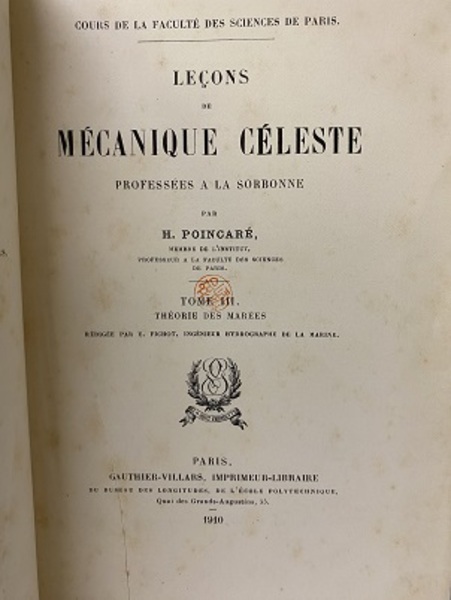 COURS DE LA FACULTÉ DES SCIENCES DE PARIS.
LEÇONS
DE
MÉCANIQUE CÉLESTE
PROFESSÉES A LA SORBONNE
PAR
H. POINCARÉ,
MEMBRE DE L'INSTITUT,
PROFESSEUR A LA FACULTÉ DES SCIENCES
DE PARIS.
TOME III.
THÉORIE DES MARÉES
RÉDIGÉE PAR E. FICHOT, INGÉNIEUR HYDROGRAPHE DE LA MARINE.
PARIS,
GAUTHIER-VILLARS, IMPRIMEUR-LIBRAIRE
DU BUREAU DES LONGITUDES, DE L'ÉCOLE POLYTECHNIQUE,
Quai des Grands-Augustins, 55.
1910